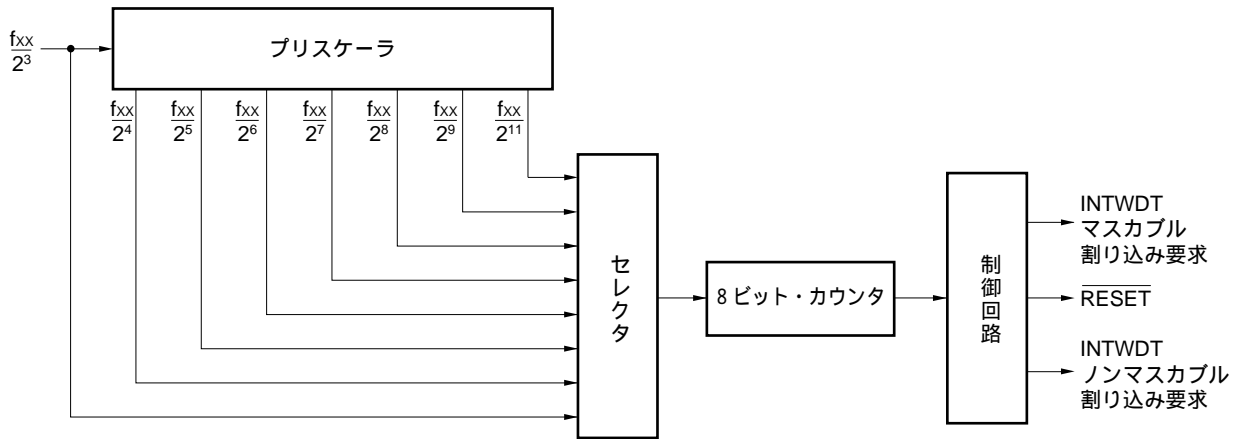 プリスケーラ
fxx
2³
fxx
2⁴
fxx
2⁵
fxx
2⁶
fxx
2⁷
fxx
2⁸
fxx
2⁹
fxx
2¹¹
セレクタ
8ビット・カウンタ
制御回路
INTWDT
マスカブル
割り込み要求
RESET
INTWDT
ノンマスカブル
割り込み要求